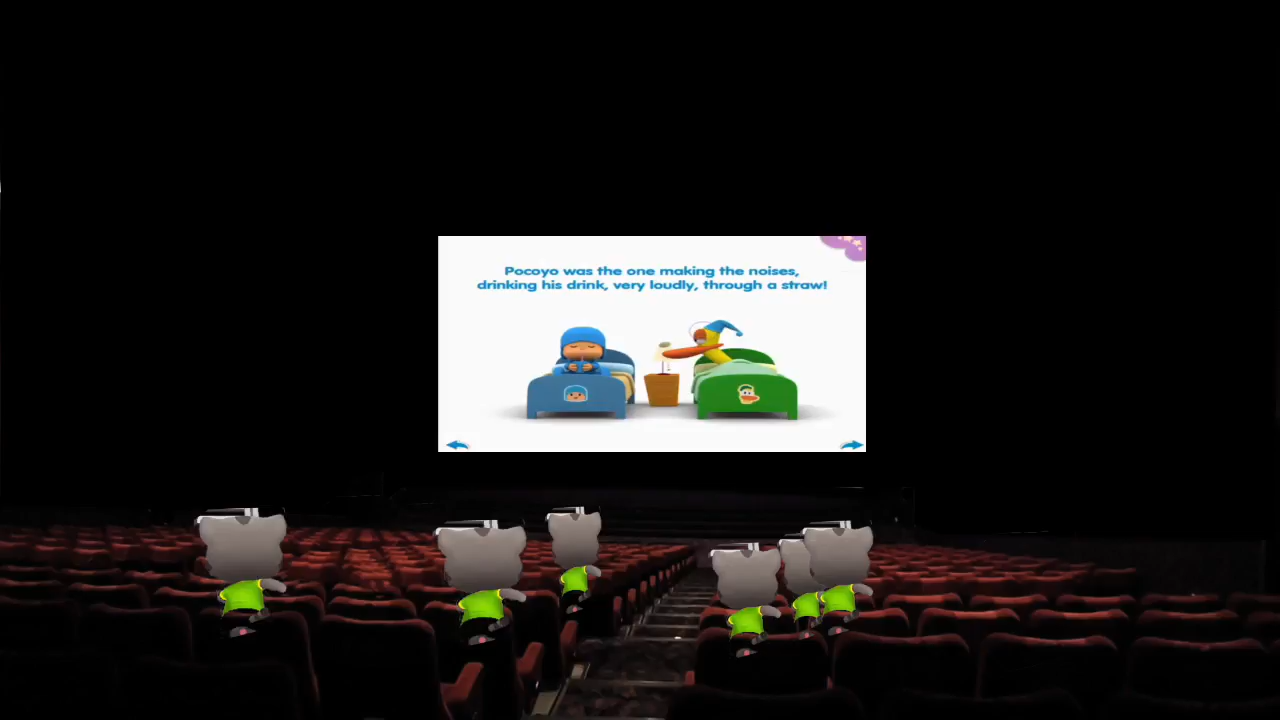 Pocoyo was the one making the noises,
drinking his drink, very loudly, through a straw!